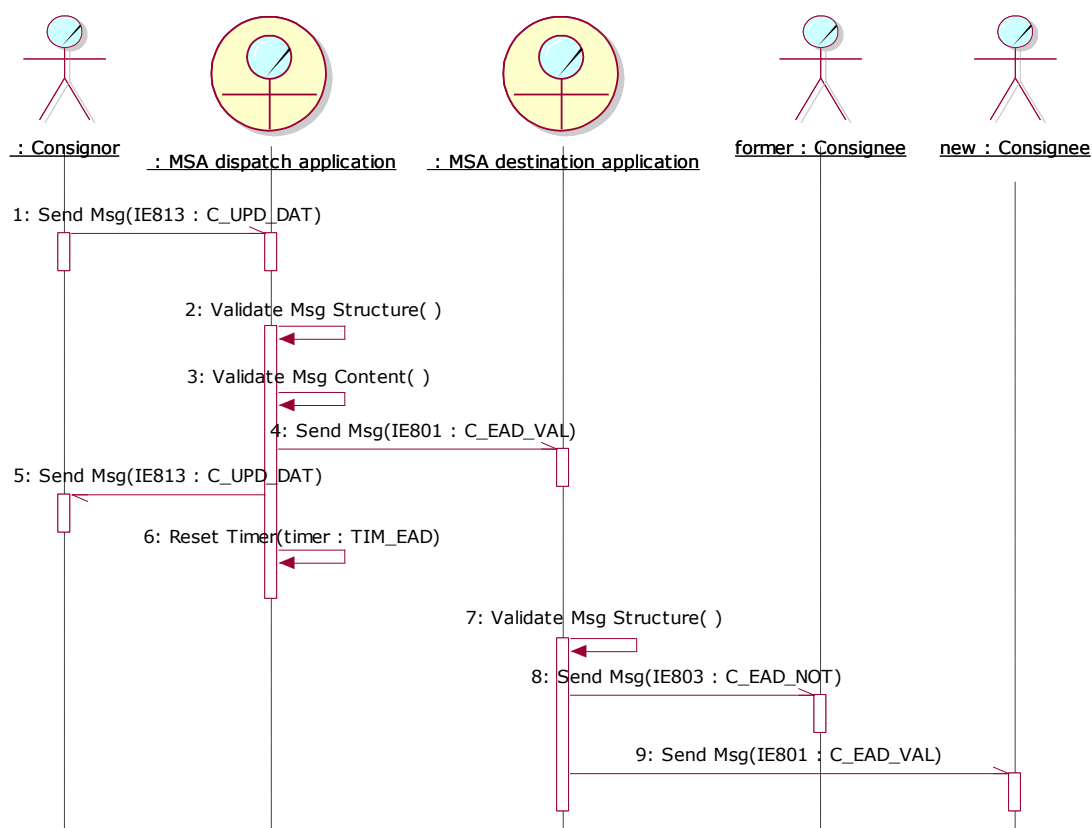 : Consignor
: MSA dispatch application
: MSA destination application
former : Consignee
new : Consignee
1: Send Msg(IE813 : C_UPD_DAT)
2: Validate Msg Structure( )
3: Validate Msg Content( )
4: Send Msg(IE801 : C_EAD_VAL)
5: Send Msg(IE813 : C_UPD_DAT)
6: Reset Timer(timer : TIM_EAD)
7: Validate Msg Structure( )
8: Send Msg(IE803 : C_EAD_NOT)
9: Send Msg(IE801 : C_EAD_VAL)